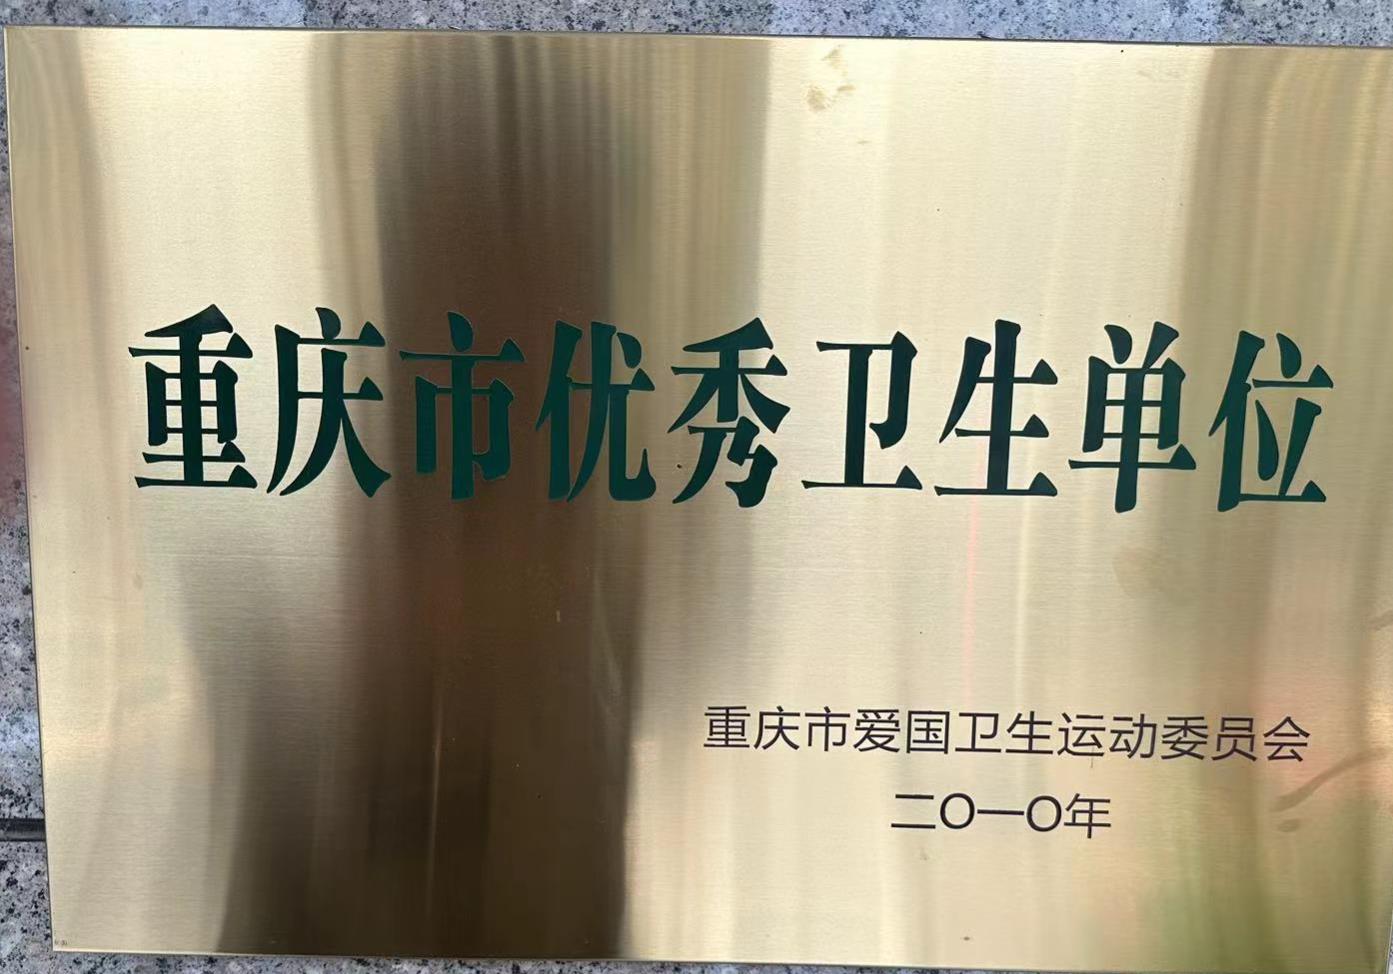 重庆市优秀卫生单位
重庆市爱国卫生运动委员会
二〇一〇年